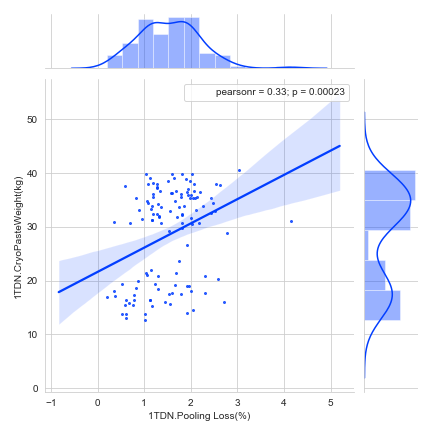 pearsonr = 0.33; p = 0.00023
50
40
30
20
10
0
1TDN.CryoPasteWeight(kg)
−1 0 1 2 3 4 5
1TDN.Pooling Loss(%)